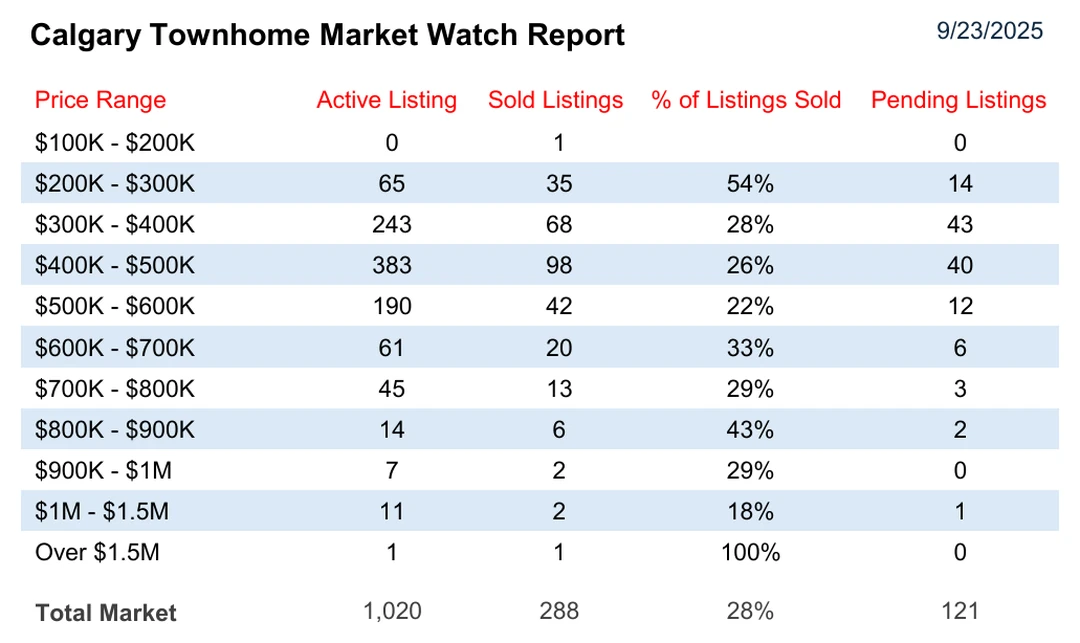 Calgary Townhome Market Watch Report 9/23/2025
Price Range Active Listing Sold Listings % of Listings Sold Pending Listings
$100K - $200K 0 1 0
$200K - $300K 65 35 54% 14
$300K - $400K 243 68 28% 43
$400K - $500K 383 98 26% 40
$500K - $600K 190 42 22% 12
$600K - $700K 61 20 33% 6
$700K - $800K 45 13 29% 3
$800K - $900K 14 6 43% 2
$900K - $1M 7 2 29% 0
$1M - $1.5M 11 2 18% 1
Over $1.5M 1 1 100% 0
Total Market 1,020 288 28% 121